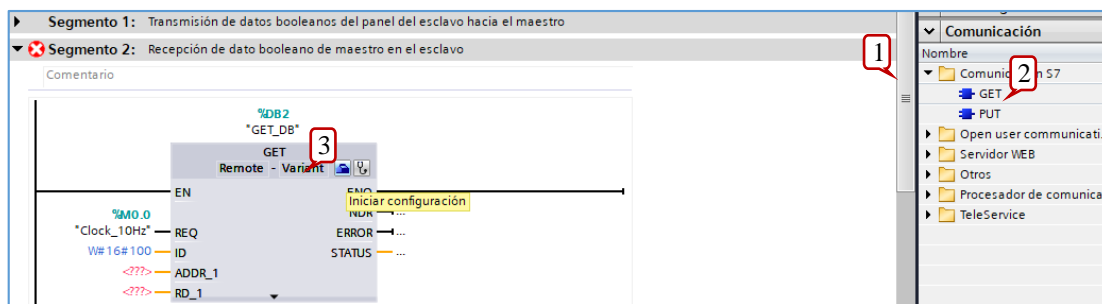 Segmento 1: Transmisión de datos booleanos del panel del esclavo hacia el maestro
Segmento 2: Recepción de dato booleano de maestro en el esclavo
Comentario
1
%DB2
"GET_DB"
GET
Remote - Variant
3
EN ENO
Iniciar configuración
NDR ...
%M0.0
"Clock_10Hz" REQ ERROR ...
W#16#100 ID STATUS ...
<???> ADDR_1
<???> RD_1
Comunicación
Nombre
Comunic n S7
2
GET
PUT
Open user communicati.
Servidor WEB
Otros
Procesador de comunica
TeleService